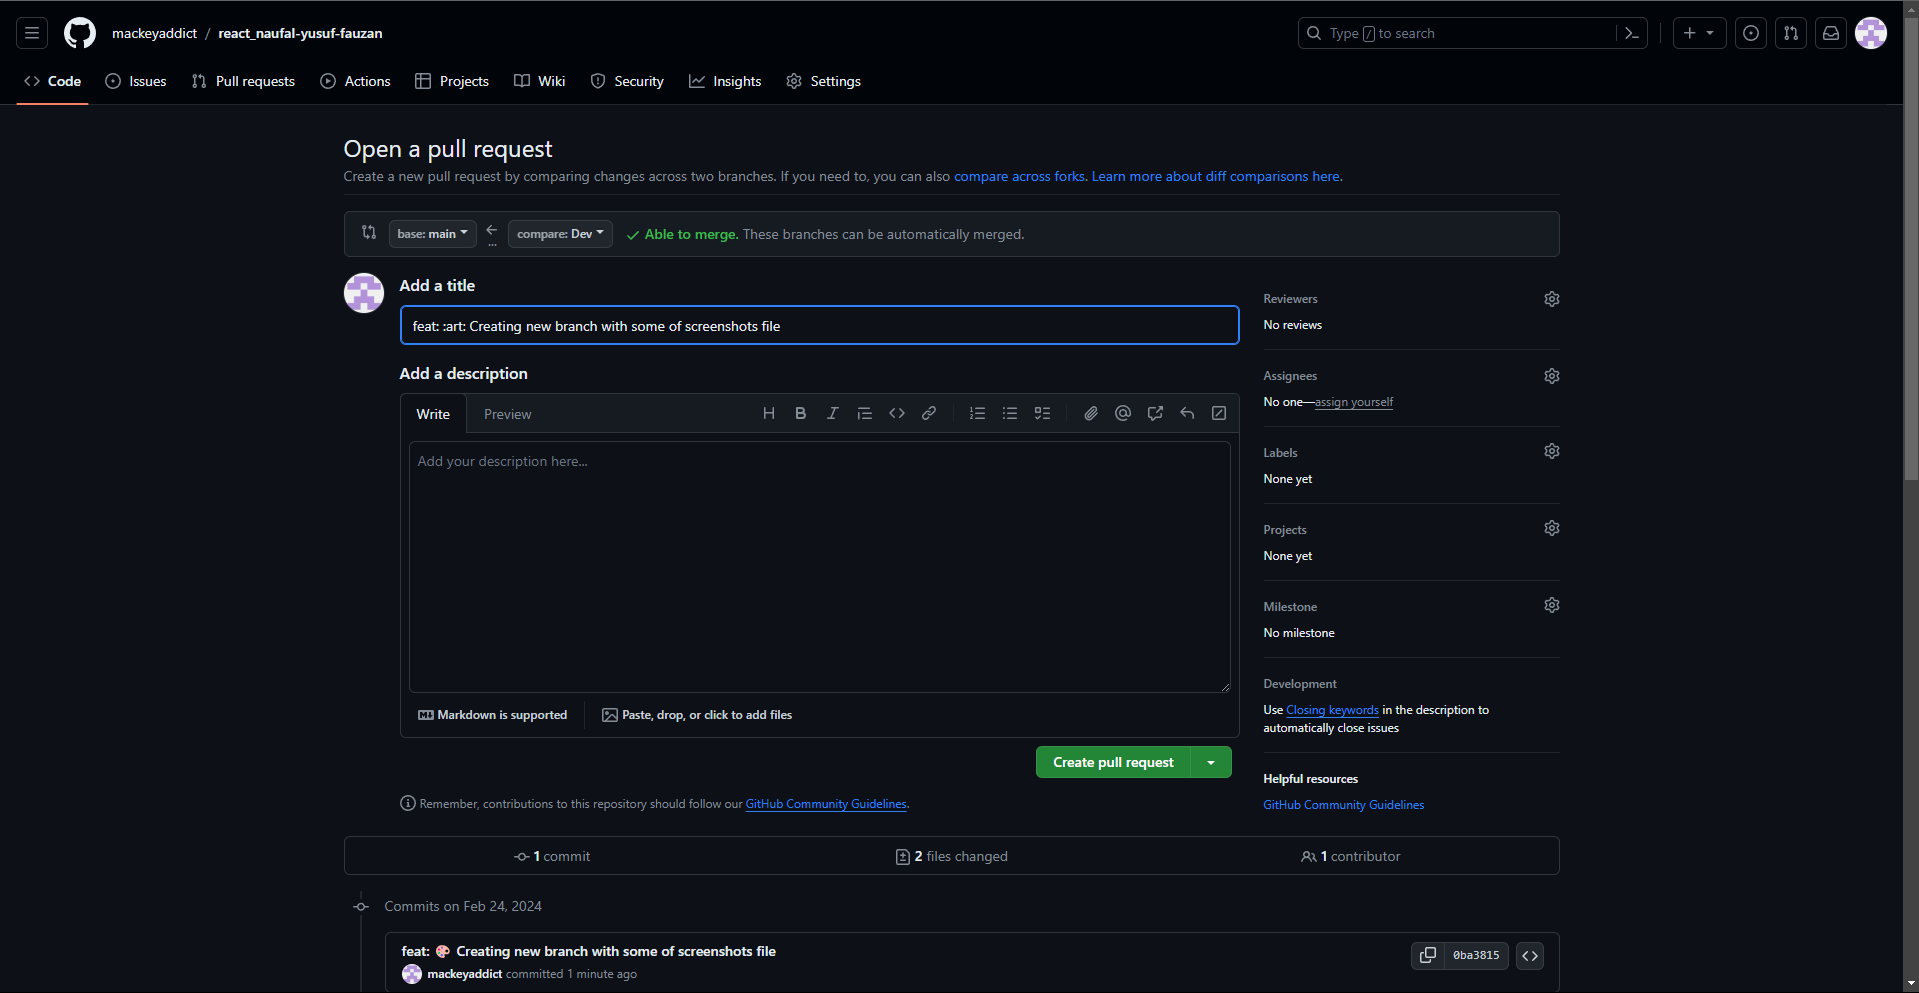 mackeyaddict / react_naufal-yusuf-fauzan
Type / to search
Code
Issues
Pull requests
Actions
Projects
Wiki
Security
Insights
Settings
Open a pull request
Create a new pull request by comparing changes across two branches. If you need to, you can also compare across forks. Learn more about diff comparisons here.
base: main
...
compare: Dev
Able to merge. These branches can be automatically merged.
Add a title
feat: :art: Creating new branch with some of screenshots file
Add a description
Write
Preview
Add your description here...
Markdown is supported
Paste, drop, or click to add files
Create pull request
Remember, contributions to this repository should follow our GitHub Community Guidelines.
Reviewers
No reviews
Assignees
No one—assign yourself
Labels
None yet
Projects
None yet
Milestone
No milestone
Development
Use Closing keywords in the description to
automatically close issues
Helpful resources
GitHub Community Guidelines
1 commit
2 files changed
1 contributor
Commits on Feb 24, 2024
feat: 🎨 Creating new branch with some of screenshots file
mackeyaddict committed 1 minute ago
0ba3815